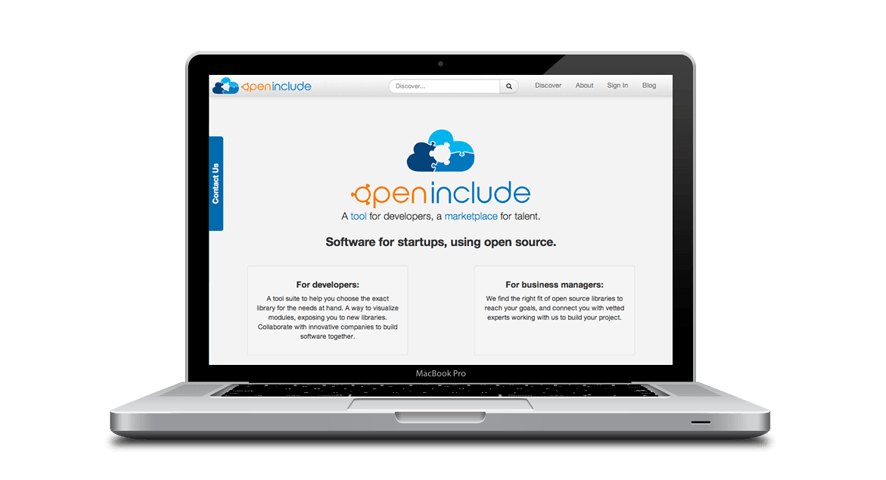 openinclude
Discover...
Discover
About
Sign In
Blog
Contact Us
openinclude
A tool for developers, a marketplace for talent.
Software for startups, using open source.
For developers:
A tool suite to help you choose the exact
library for the needs at hand. A way to visualize
modules, exposing you to new libraries.
Collaborate with innovative companies to build
software together.
For business managers:
We find the right fit of open source libraries to
reach your goals, and connect you with vetted
experts working with us to build your project.
MacBook Pro